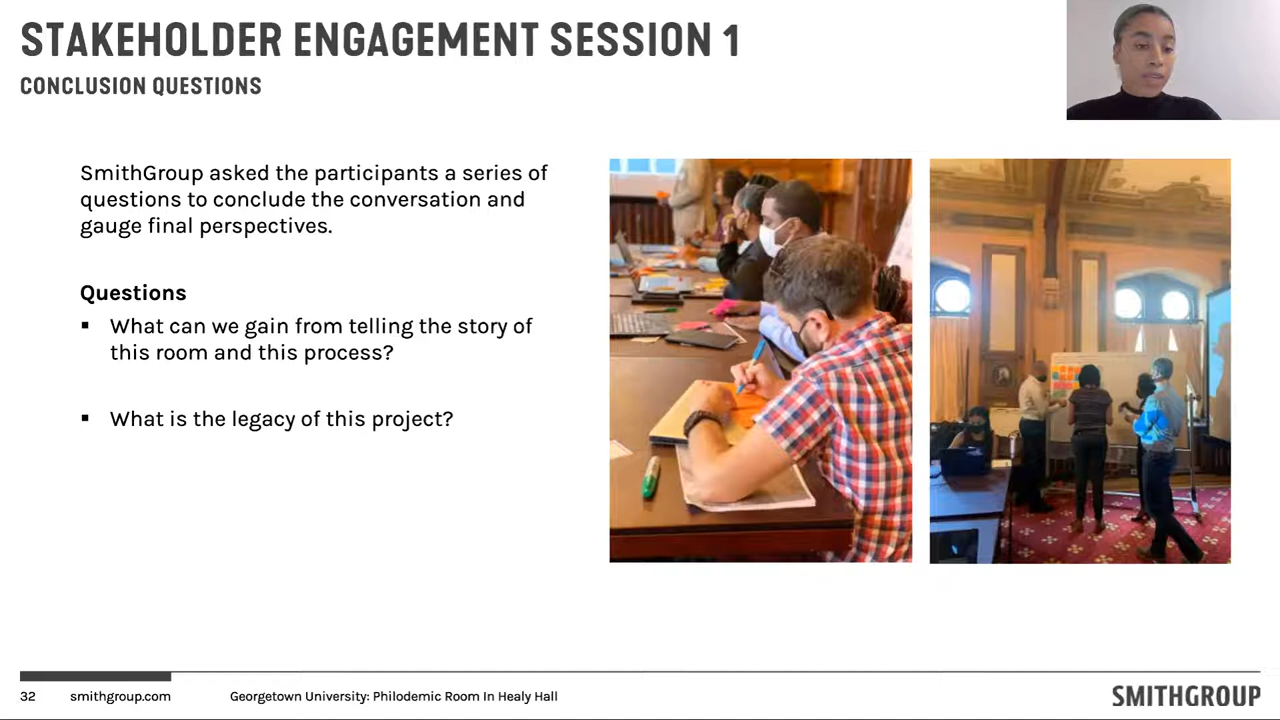 STAKEHOLDER ENGAGEMENT SESSION 1
CONCLUSION QUESTIONS
SmithGroup asked the participants a series of
questions to conclude the conversation and
gauge final perspectives.
Questions
▪ What can we gain from telling the story of
this room and this process?
▪ What is the legacy of this project?
32 smithgroup.com Georgetown University: Philodemic Room In Healy Hall SMITHGROUP